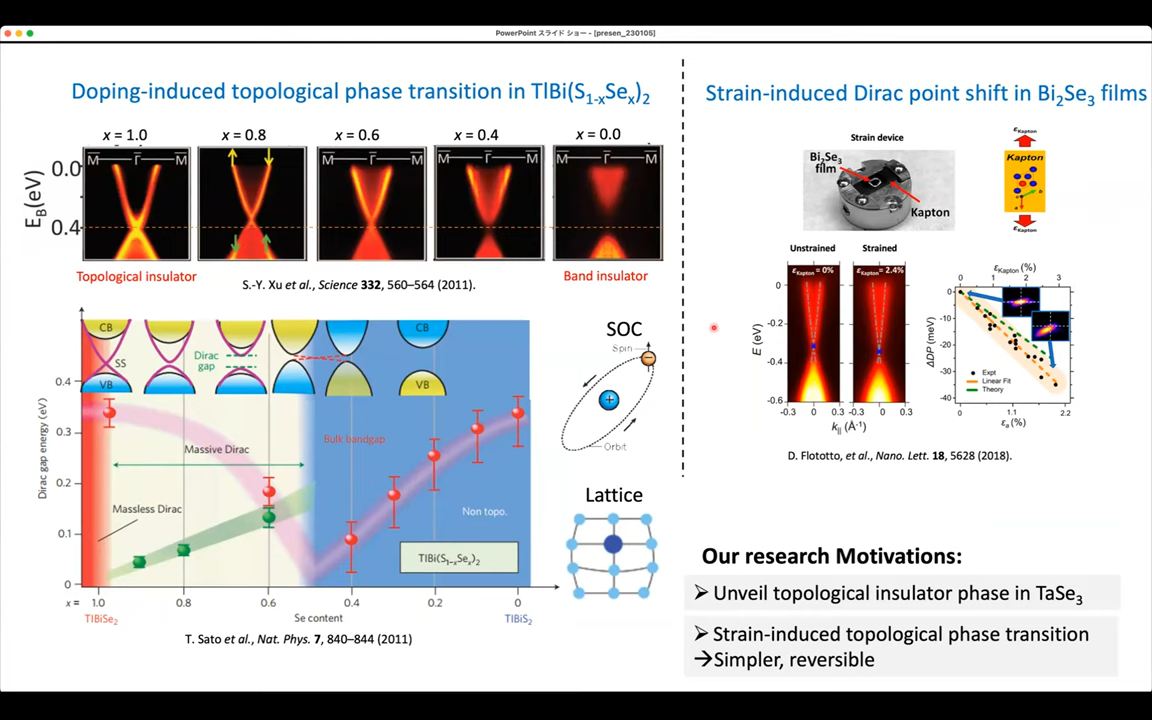 PowerPoint スライド ショー - [presen_230105]
Doping-induced topological phase transition in TlBi(S1-xSex)2
x = 1.0
x = 0.8
x = 0.6
x = 0.4
x = 0.0
M Γ M
M Γ M
M Γ M
M Γ M
M Γ M
EB(eV)
0.0
0.4
Topological insulator
Band insulator
S.-Y. Xu et al., Science 332, 560–564 (2011).
CB
CB
SS
Dirac
gap
VB
VB
Dirac gap energy (eV)
0.4
0.3
0.2
0.1
0
Bulk bandgap
Massive Dirac
Massless Dirac
Non topo.
TlBi(S1-xSex)2
x = 1.0 0.8 0.6 0.4 0.2 0
TlBiSe2
Se content
TlBiS2
T. Sato et al., Nat. Phys. 7, 840–844 (2011)
SOC
Spin
Orbit
Lattice
Strain-induced Dirac point shift in Bi2Se3 films
Strain device
Bi2Se3
film
Kapton
εKapton
Kapton
b
a
εKapton
Unstrained
Strained
εKapton = 0%
εKapton = 2.4%
E (eV)
0
-0.2
-0.4
-0.6
-0.3 0 0.3
-0.3 0 0.3
k|| (Å-1)
εKapton (%)
0 1 2 3
ΔDP (meV)
0
-10
-20
-30
-40
Expt
Linear Fit
Theory
0 1.1 2.2
εa (%)
D. Flototto, et al., Nano. Lett. 18, 5628 (2018).
Our research Motivations:
➢ Unveil topological insulator phase in TaSe3
➢ Strain-induced topological phase transition
→Simpler, reversible